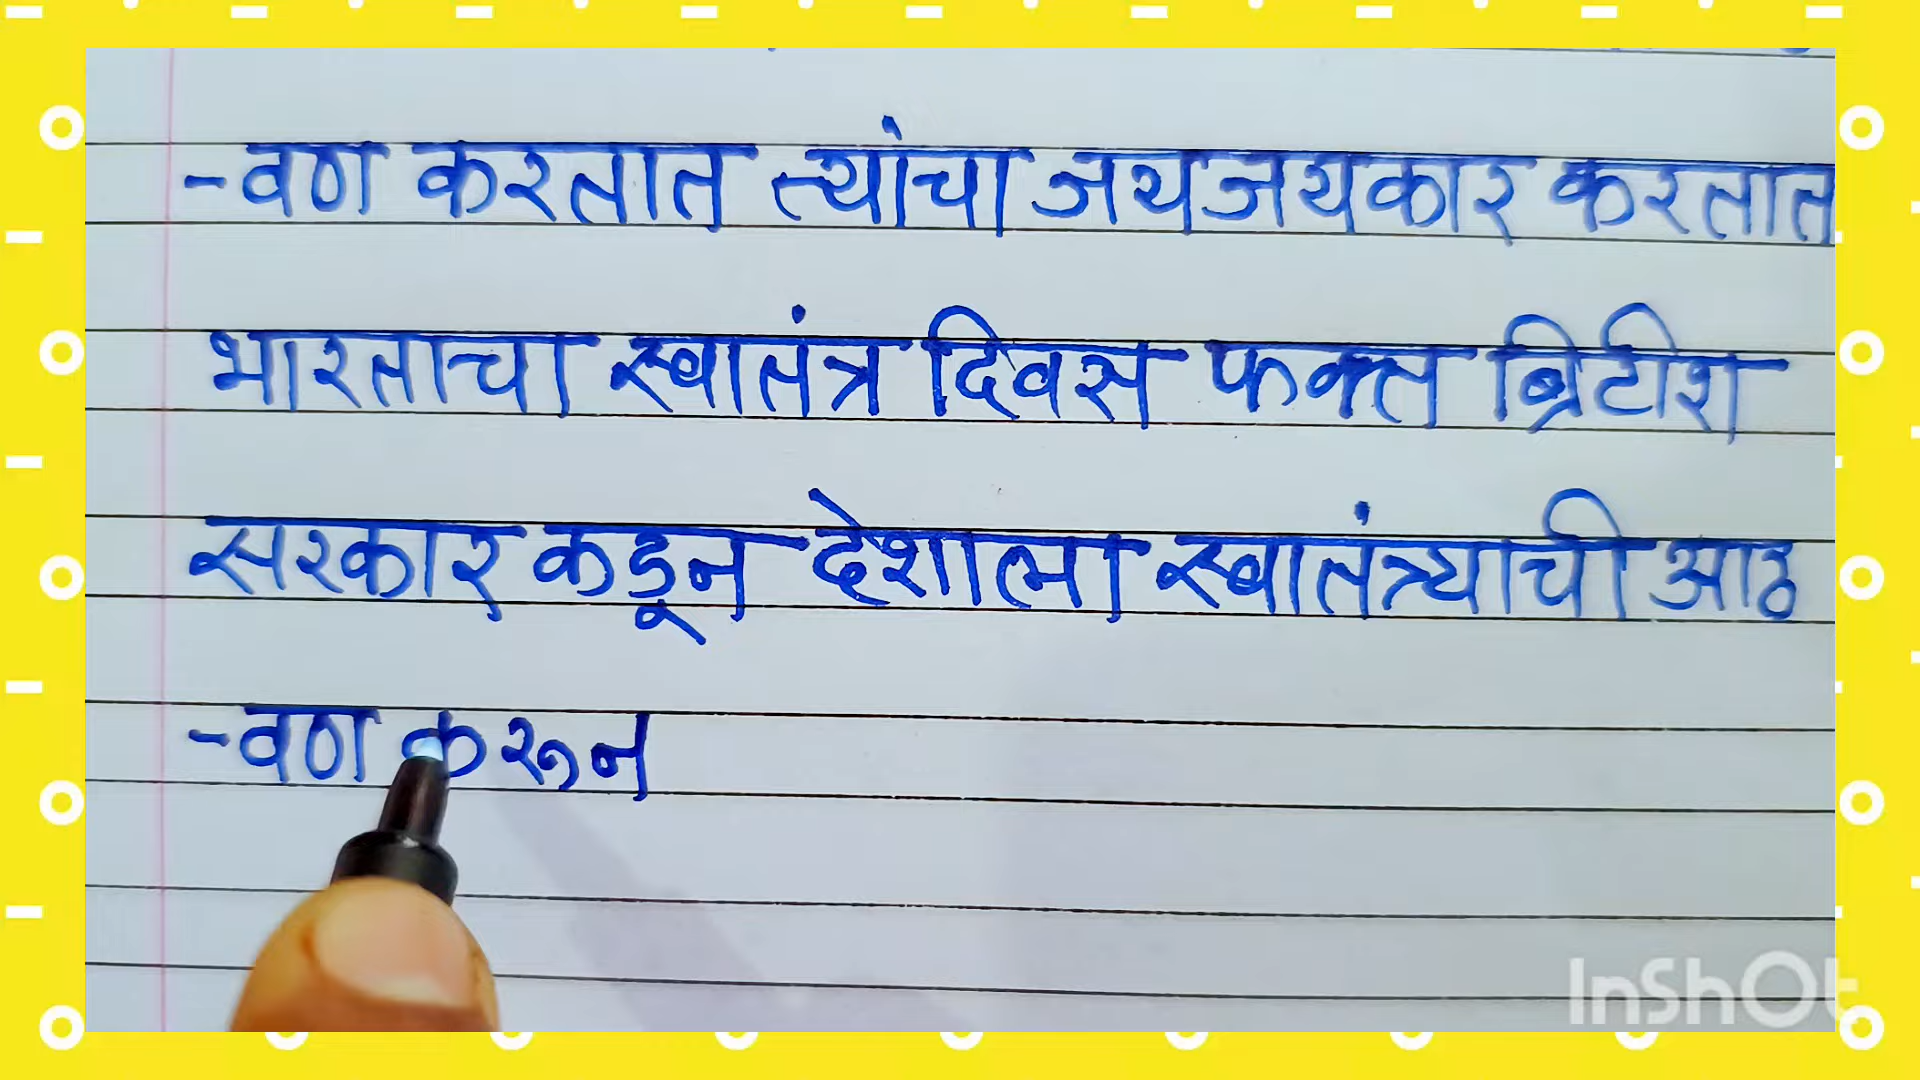 -वण करतात त्यांचा जयजयकार करतात
भारताचा स्वातंत्र दिवस फक्त ब्रिटीश
सरकार कडून देशाला स्वातंत्र्याची आठ
-वण करून
InShOt